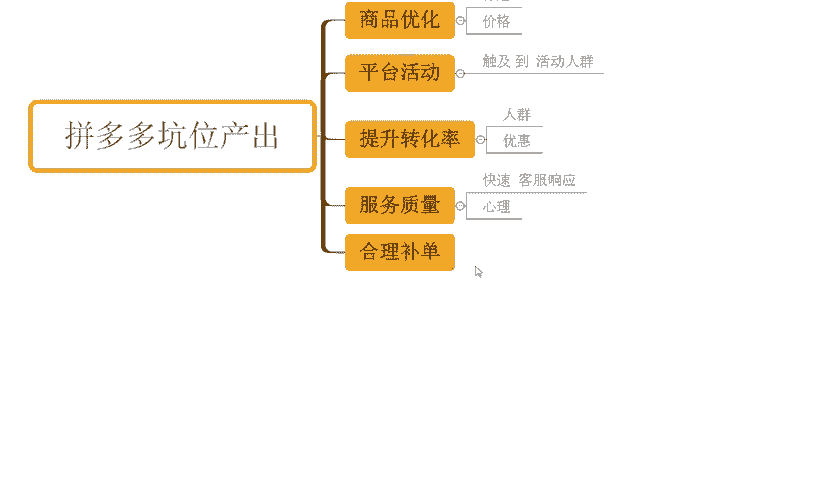 商品优化
价格
平台活动
触及 到 活动人群
拼多多坑位产出
提升转化率
人群
优惠
服务质量
快速 客服响应
心理
合理补单